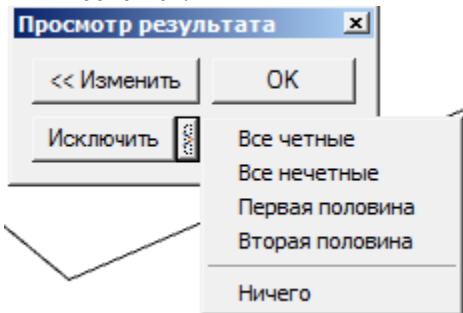 Просмотр результата
<< Изменить
OK
Исключить
Все четные
Все нечетные
Первая половина
Вторая половина
Ничего